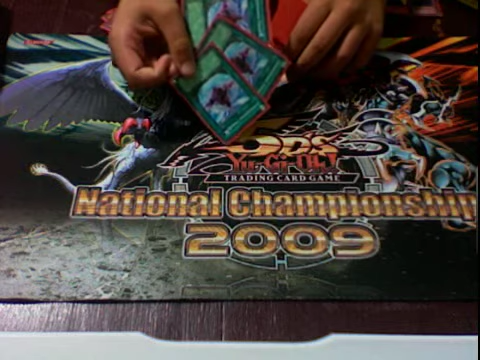 5D's
Yu-Gi-Oh!
TRADING CARD GAME
National Championship
2009